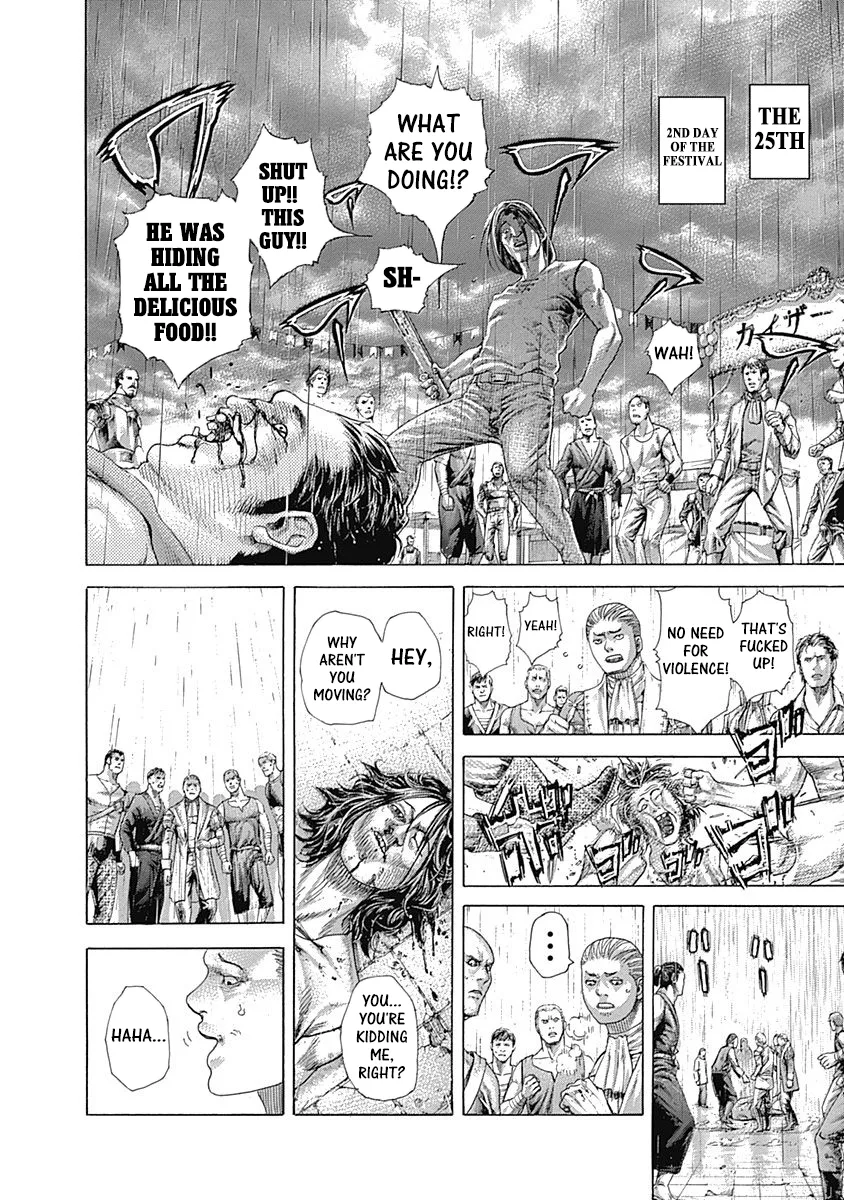 THE
25TH
2ND DAY
OF THE
FESTIVAL
WHAT
ARE YOU
DOING!?
SH-
SHUT
UP!!
THIS
GUY!!
HE WAS
HIDING
ALL THE
DELICIOUS
FOOD!!
カイザー
WAH!
THAT'S
FUCKED
UP!
NO NEED
FOR
VIOLENCE!
YEAH!
RIGHT!
...
HEY,
WHY
AREN'T
YOU
MOVING?
YOU...
YOU'RE
KIDDING
ME,
RIGHT?
HAHA...